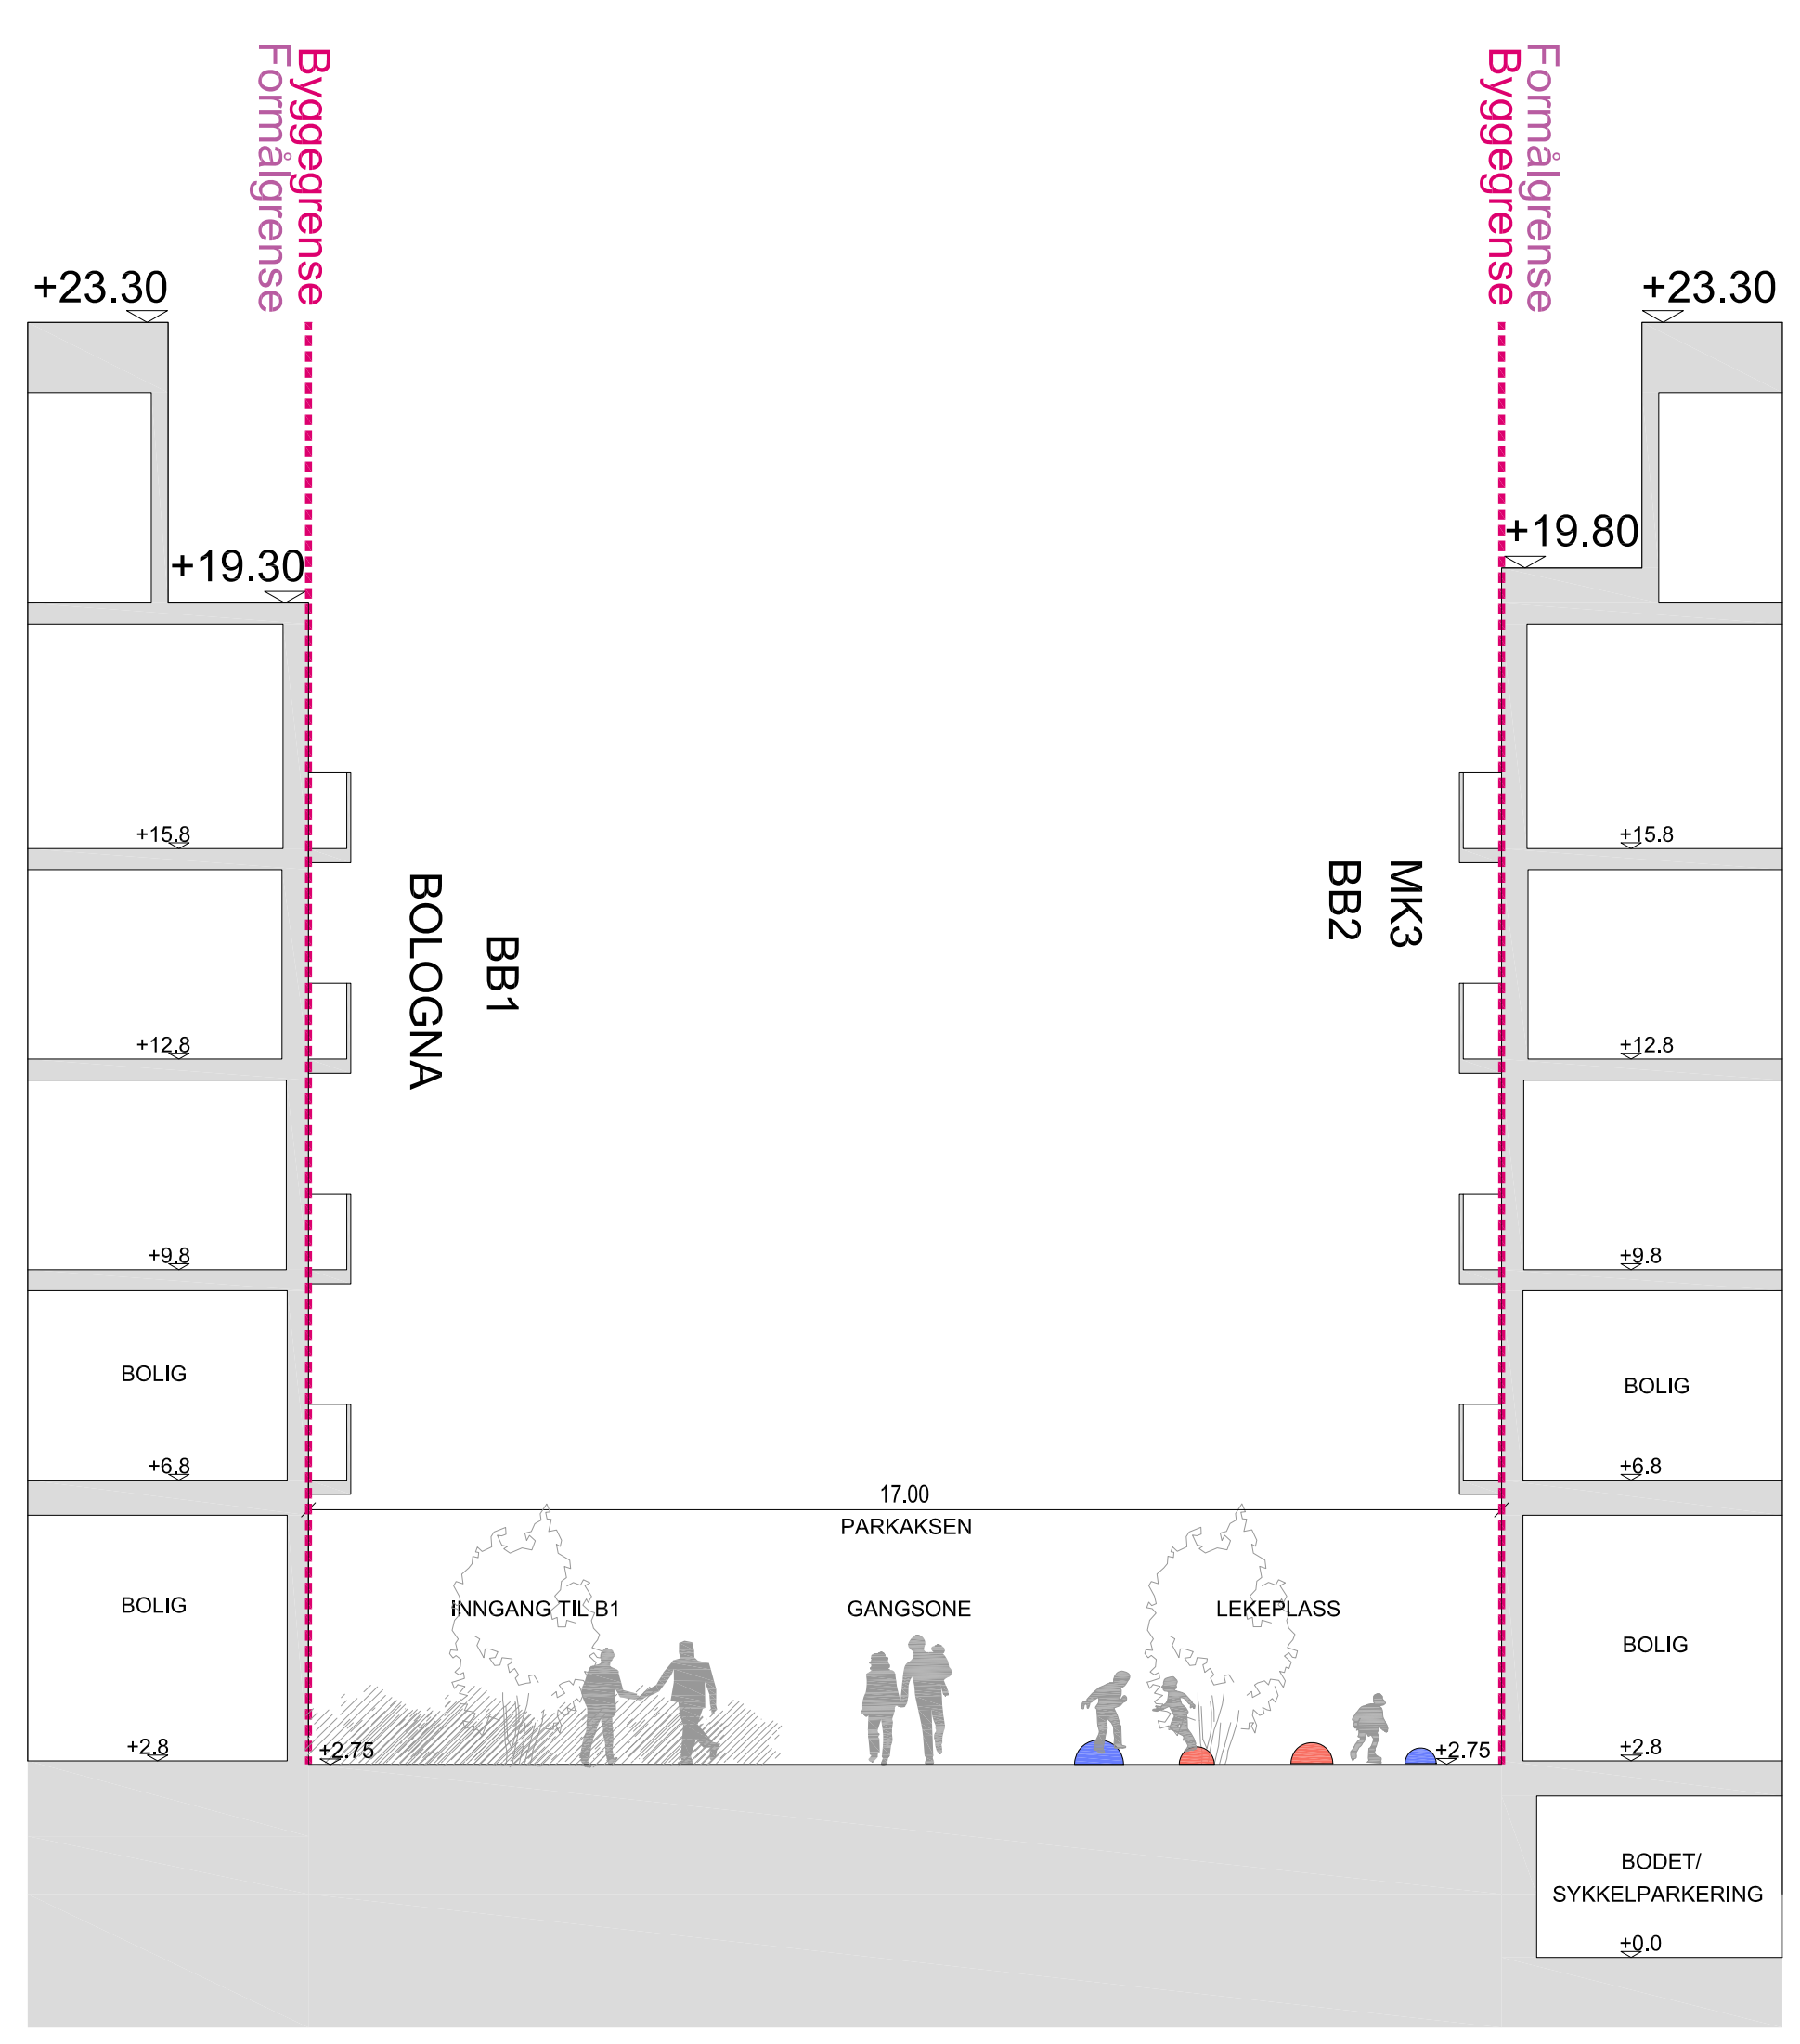 Formålgrense
Byggegrense
Byggegrense
Formålgrense
+23.30
+23.30
+19.30
+19.80
+15.8
+15.8
BOLOGNA
BB1
BB2
MK3
+12.8
+12.8
+9.8
+9.8
BOLIG
BOLIG
+6.8
+6.8
17.00
PARKAKSEN
BOLIG
INNGANG TIL B1
GANGSONE
LEKEPLASS
BOLIG
+2.8
+2.75
+2.75
+2.8
BODET/
SYKKELPARKERING
+0.0